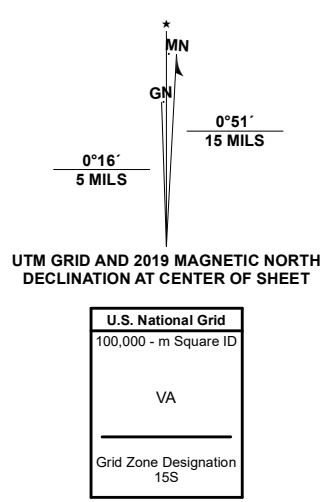 ★
MN
GN
0°51´
15 MILS
0°16´
5 MILS
UTM GRID AND 2019 MAGNETIC NORTH
DECLINATION AT CENTER OF SHEET
U.S. National Grid
100,000 - m Square ID
VA
Grid Zone Designation
15S